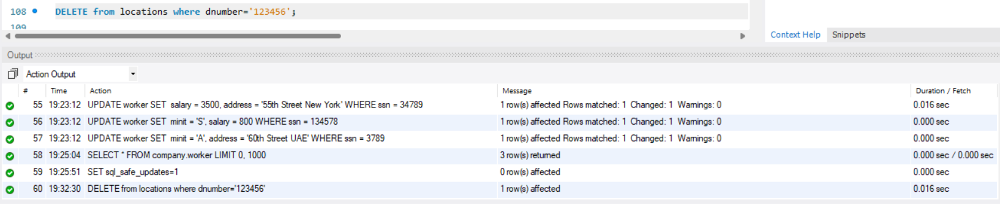 108 DELETE from locations where dnumber='123456';
109
Context Help Snippets
Output
Action Output
# Time Action Message Duration / Fetch
55 19:23:12 UPDATE worker SET salary = 3500, address = '55th Street New York' WHERE ssn = 34789 1 row(s) affected Rows matched: 1 Changed: 1 Warnings: 0 0.016 sec
56 19:23:12 UPDATE worker SET minit = 'S', salary = 800 WHERE ssn = 134578 1 row(s) affected Rows matched: 1 Changed: 1 Warnings: 0 0.000 sec
57 19:23:12 UPDATE worker SET minit = 'A', address = '60th Street UAE' WHERE ssn = 3789 1 row(s) affected Rows matched: 1 Changed: 1 Warnings: 0 0.000 sec
58 19:25:04 SELECT * FROM company.worker LIMIT 0, 1000 3 row(s) returned 0.000 sec / 0.000 sec
59 19:25:51 SET sql_safe_updates=1 0 row(s) affected 0.000 sec
60 19:32:30 DELETE from locations where dnumber='123456' 1 row(s) affected 0.016 sec